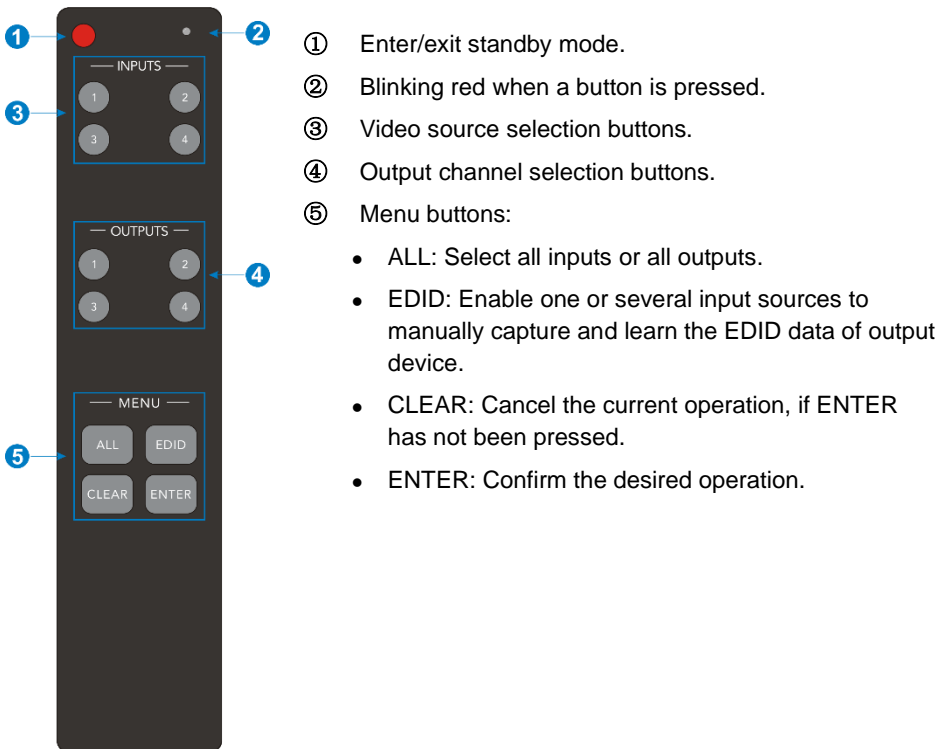 1
2
— INPUTS —
1
2
3
3
4
— OUTPUTS —
1
2
4
3
4
— MENU —
ALL
EDID
5
CLEAR
ENTER
① Enter/exit standby mode.
② Blinking red when a button is pressed.
③ Video source selection buttons.
④ Output channel selection buttons.
⑤ Menu buttons:
● ALL: Select all inputs or all outputs.
● EDID: Enable one or several input sources to
manually capture and learn the EDID data of output
device.
● CLEAR: Cancel the current operation, if ENTER
has not been pressed.
● ENTER: Confirm the desired operation.